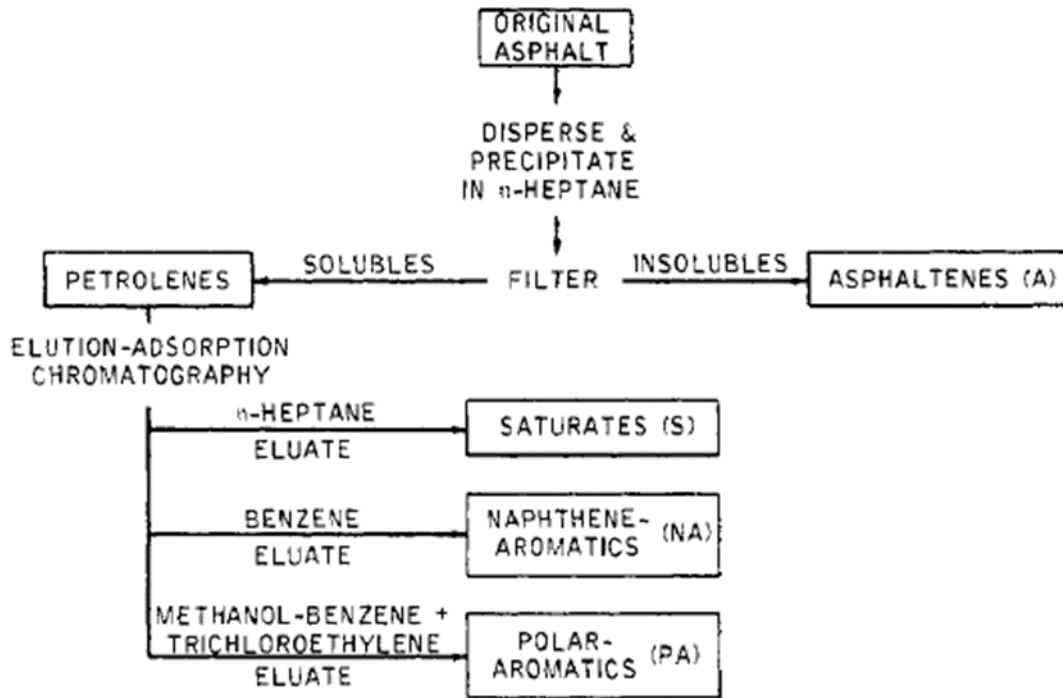 ORIGINAL
ASPHALT
DISPERSE &
PRECIPITATE
IN n-HEPTANE
PETROLENES
SOLUBLES
FILTER
INSOLUBLES
ASPHALTENES (A)
ELUTION-ADSORPTION
CHROMATOGRAPHY
n-HEPTANE
ELUATE
SATURATES (S)
BENZENE
ELUATE
NAPHTHENE-
AROMATICS (NA)
METHANOL-BENZENE +
TRICHLOROETHYLENE
ELUATE
POLAR-
AROMATICS (PA)